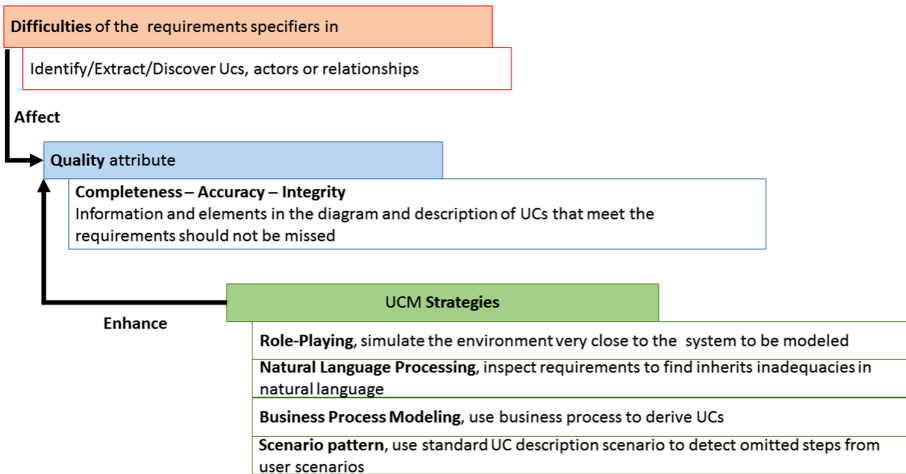 Difficulties of the requirements specifiers in
Identify/Extract/Discover Ucs, actors or relationships
Affect
Quality attribute
Completeness – Accuracy – Integrity
Information and elements in the diagram and description of UCs that meet the
requirements should not be missed
UCM Strategies
Enhance
Role-Playing, simulate the environment very close to the system to be modeled
Natural Language Processing, inspect requirements to find inherits inadequacies in
natural language
Business Process Modeling, use business process to derive UCs
Scenario pattern, use standard UC description scenario to detect omitted steps from
user scenarios